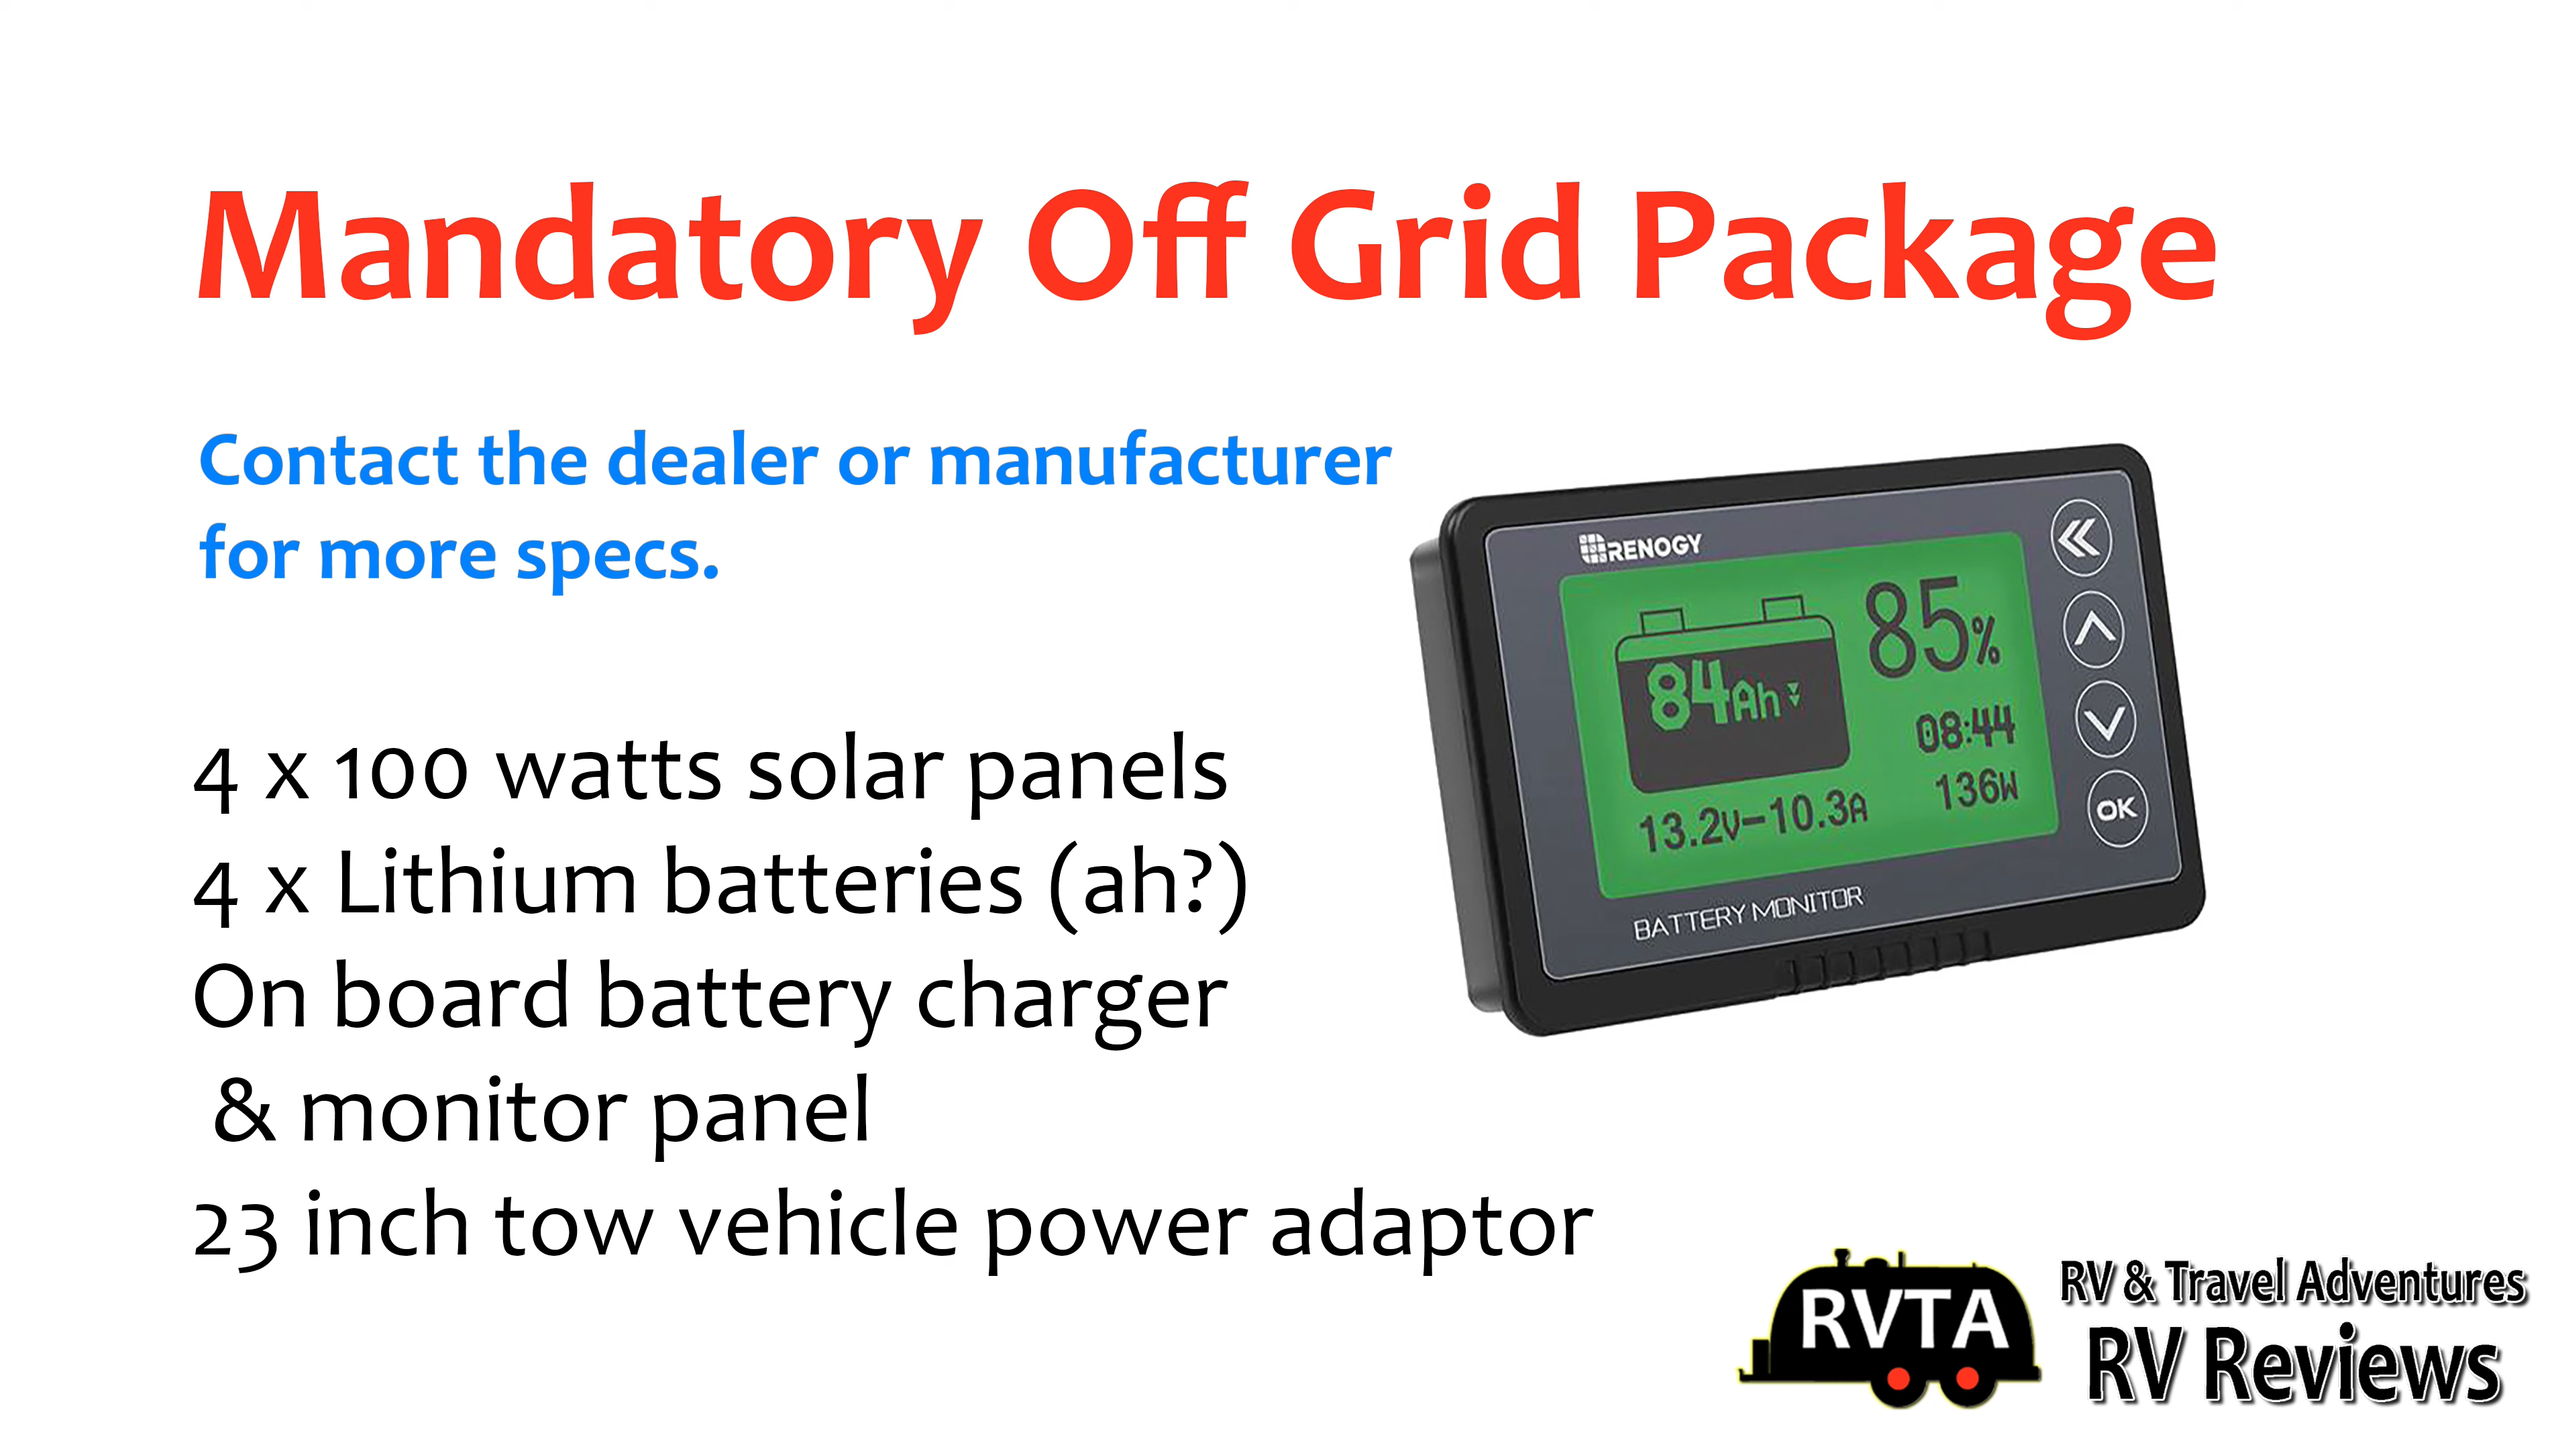 Mandatory Off Grid Package
Contact the dealer or manufacturer
for more specs.
RENOGY
85%
84Ah
08:44
136W
13.2V-10.3A
OK
BATTERY MONITOR
4 x 100 watts solar panels
4 x Lithium batteries (ah?)
On board battery charger
& monitor panel
23 inch tow vehicle power adaptor
RVTA
RV & Travel Adventures
RV Reviews